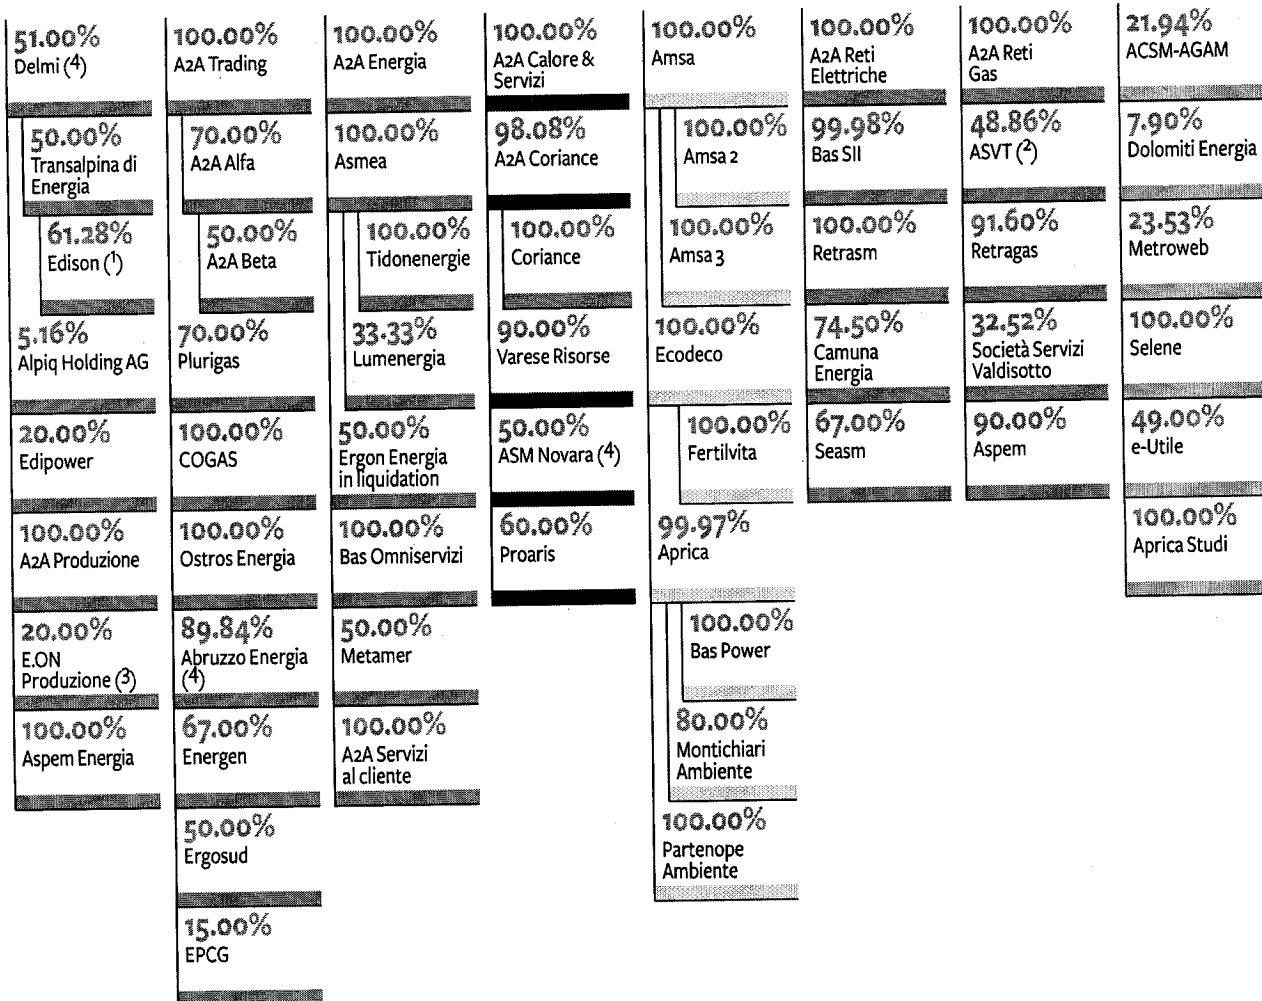 51.00%
Delmi (4)
50.00%
Transalpina di
Energia
61.28%
Edison (1)
5.16%
Alpiq Holding AG
20.00%
Edipower
100.00%
A2A Produzione
20.00%
E.ON
Produzione (3)
100.00%
Aspem Energia
100.00%
A2A Trading
70.00%
A2A Alfa
50.00%
A2A Beta
70.00%
Plurigas
100.00%
COGAS
100.00%
Ostros Energia
89.84%
Abruzzo Energia
(4)
67.00%
Energen
50.00%
Ergosud
15.00%
EPCG
100.00%
A2A Energia
100.00%
Asmea
100.00%
Tidonenergie
33.33%
Lumenergia
50.00%
Ergon Energia
in liquidation
100.00%
Bas Omniservizi
50.00%
Metamer
100.00%
A2A Servizi
al cliente
100.00%
A2A Calore &
Servizi
98.08%
A2A Coriance
100.00%
Coriance
90.00%
Varese Risorse
50.00%
ASM Novara (4)
60.00%
Proaris
100.00%
Amsa
100.00%
Amsa 2
100.00%
Amsa 3
100.00%
Ecodeco
100.00%
Fertilvita
99.97%
Aprica
100.00%
Bas Power
80.00%
Montichiari
Ambiente
100.00%
Partenope
Ambiente
100.00%
A2A Reti
Elettriche
99.98%
Bas SII
100.00%
Retrasm
74.50%
Camuna
Energia
67.00%
Seasm
100.00%
A2A Reti
Gas
48.86%
ASVT (2)
91.60%
Retragas
32.52%
Società Servizi
Valdisotto
90.00%
Aspem
21.94%
ACSM-AGAM
7.90%
Dolomiti Energia
23.53%
Metroweb
100.00%
Selene
49.00%
e-Utile
100.00%
Aprica Studi